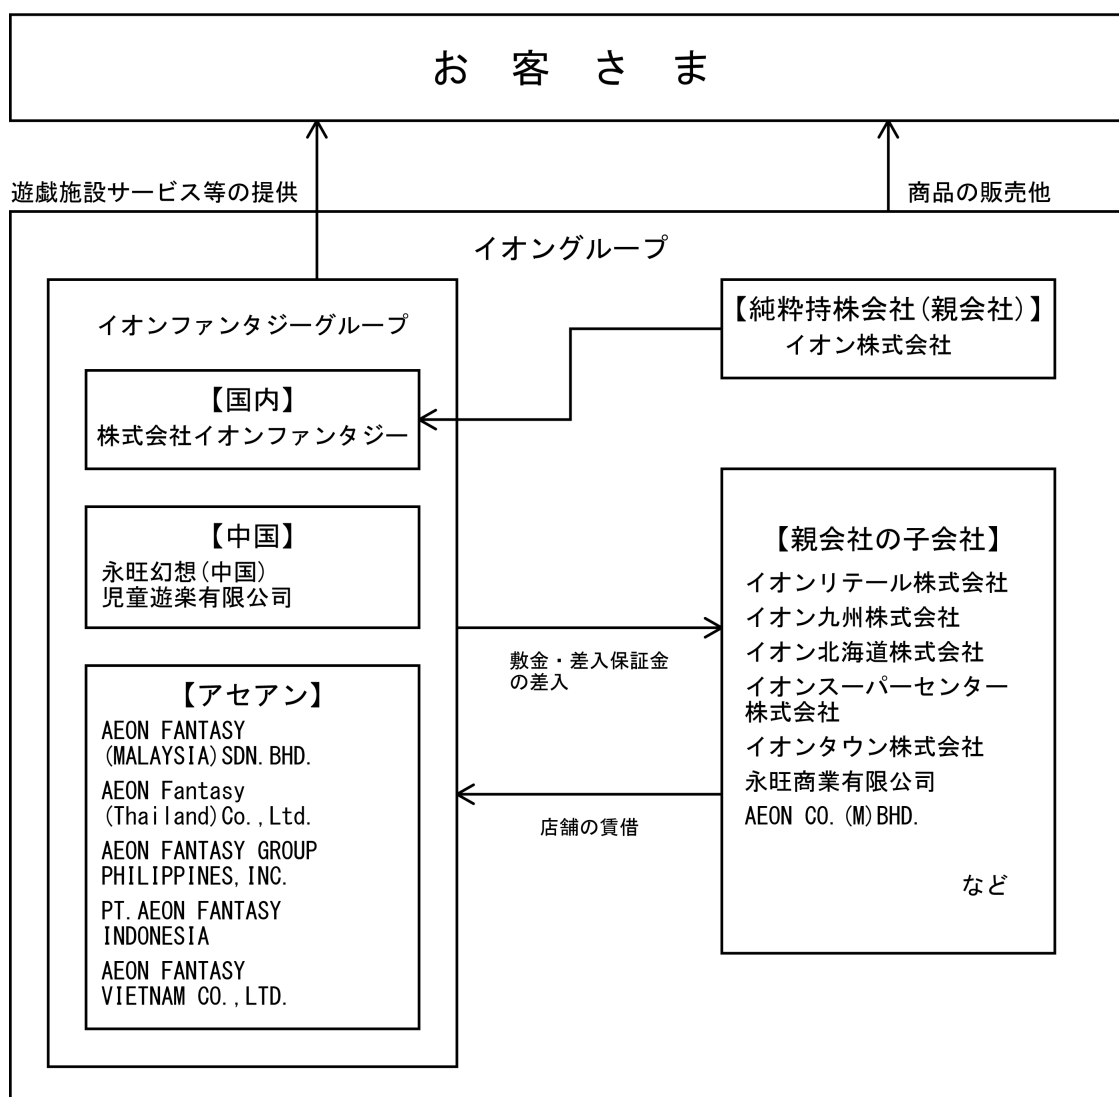 お客さま
遊戯施設サービス等の提供
商品の販売他
イオングループ
イオンファンタジーグループ
【国内】
株式会社イオンファンタジー
【中国】
永旺幻想(中国)
児童遊楽有限公司
【アセアン】
AEON FANTASY
(MALAYSIA)SDN.BHD.
AEON Fantasy
(Thailand)Co.,Ltd.
AEON FANTASY GROUP
PHILIPPINES,INC.
PT.AEON FANTASY
INDONESIA
AEON FANTASY
VIETNAM CO.,LTD.
敷金・差入保証金
の差入
店舗の賃借
【純粋持株会社(親会社)】
イオン株式会社
【親会社の子会社】
イオンリテール株式会社
イオン九州株式会社
イオン北海道株式会社
イオンスーパーセンター
株式会社
イオンタウン株式会社
永旺商業有限公司
AEON CO.(M)BHD.
など